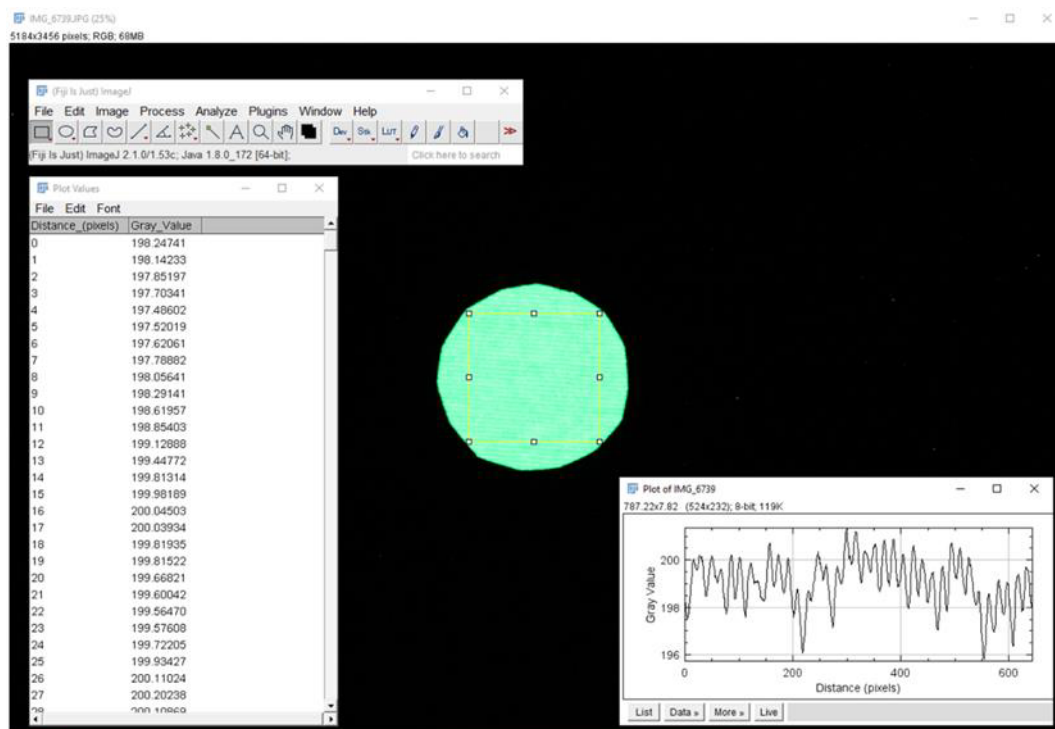 IMG_6739.JPG (25%)
5184x3456 pixels; RGB; 68MB
(Fiji Is Just) ImageJ
File Edit Image Process Analyze Plugins Window Help
Dev Stk LUT
(Fiji Is Just) ImageJ 2.1.0/1.53c; Java 1.8.0_172 [64-bit];
Click here to search
Plot Values
File Edit Font
Distance_(pixels) Gray_Value
0 198.24741
1 198.14233
2 197.85197
3 197.70341
4 197.48602
5 197.52019
6 197.62061
7 197.78882
8 198.05641
9 198.29141
10 198.61957
11 198.85403
12 199.12888
13 199.44772
14 199.81314
15 199.98189
16 200.04503
17 200.03934
18 199.81935
19 199.81522
20 199.66821
21 199.60042
22 199.56470
23 199.57608
24 199.72205
25 199.93427
26 200.11024
27 200.20238
28 200.10869
Plot of IMG_6739
787.22x7.82 (524x232); 8-bit; 119K
200
198
196
Gray Value
0 200 400 600
Distance (pixels)
List Data » More » Live